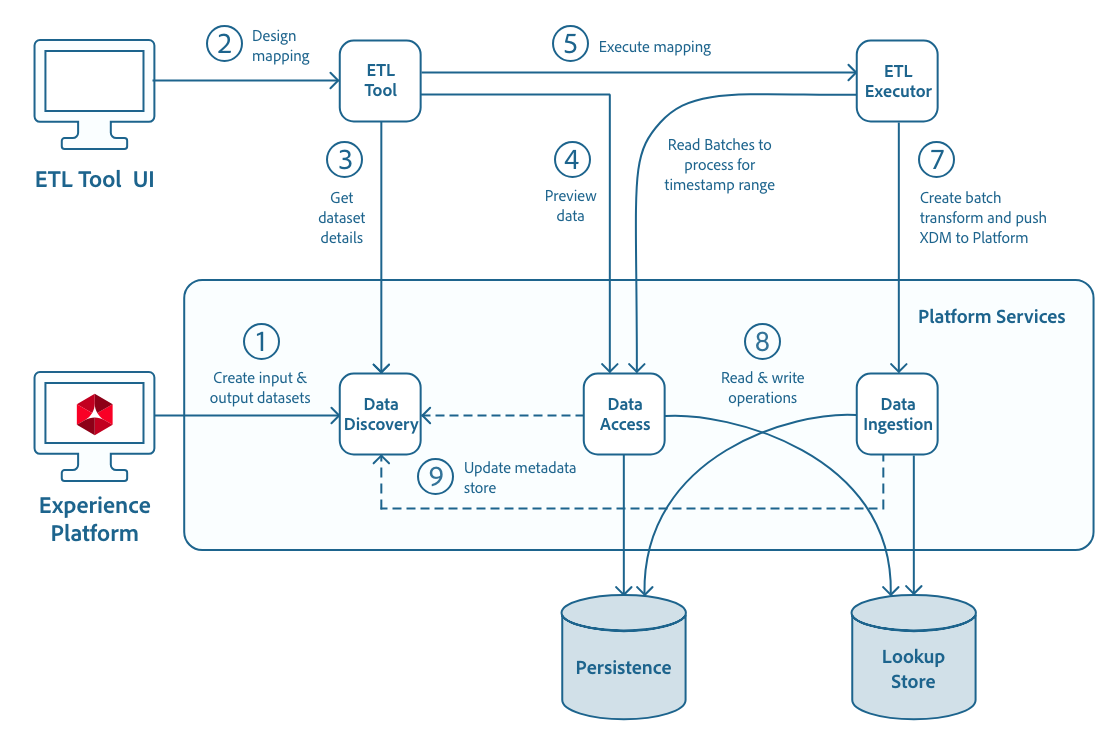 2
Design
mapping
5
Execute mapping
ETL
Tool
ETL
Executor
ETL Tool  UI
3
Get
dataset
details
4
Preview
data
Read Batches to
process for
timestamp range
7
Create batch
transform and push
XDM to Platform
Platform Services
1
Create input &
output datasets
8
Read & write
operations
Data
Discovery
Data
Access
Data
Ingestion
9
Update metadata
store
Experience
Platform
Persistence
Lookup
Store